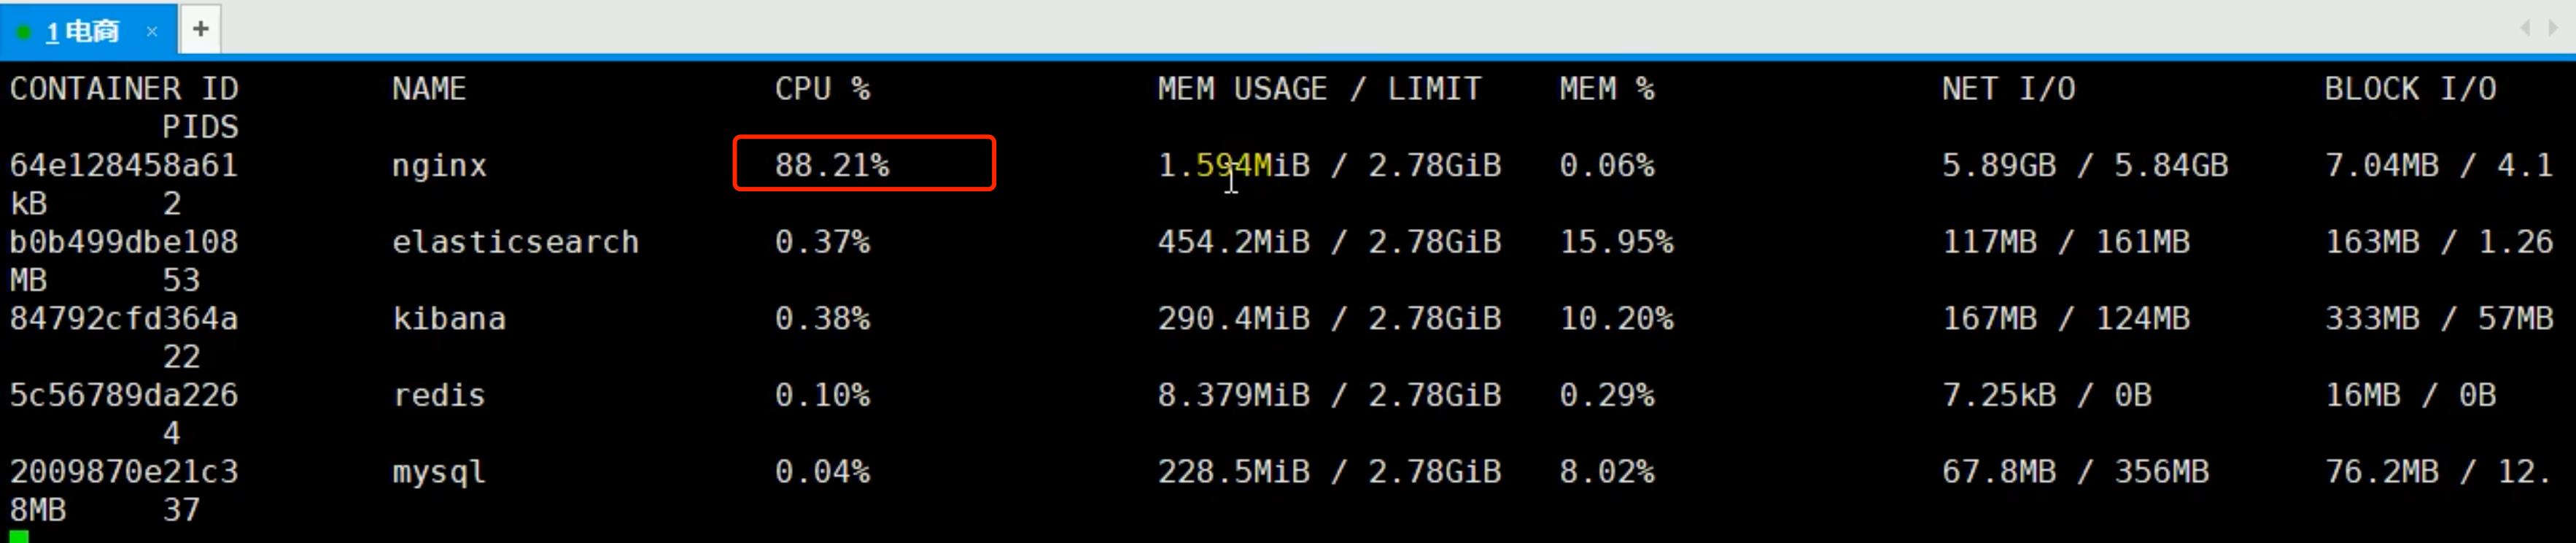 1 电商 × +
CONTAINER ID NAME CPU % MEM USAGE / LIMIT MEM % NET I/O BLOCK I/O
PIDS
64e128458a61 nginx 88.21% 1.594MiB / 2.78GiB 0.06% 5.89GB / 5.84GB 7.04MB / 4.1
kB 2
b0b499dbe108 elasticsearch 0.37% 454.2MiB / 2.78GiB 15.95% 117MB / 161MB 163MB / 1.26
MB 53
84792cfd364a kibana 0.38% 290.4MiB / 2.78GiB 10.20% 167MB / 124MB 333MB / 57MB
22
5c56789da226 redis 0.10% 8.379MiB / 2.78GiB 0.29% 7.25kB / 0B 16MB / 0B
4
2009870e21c3 mysql 0.04% 228.5MiB / 2.78GiB 8.02% 67.8MB / 356MB 76.2MB / 12.
8MB 37